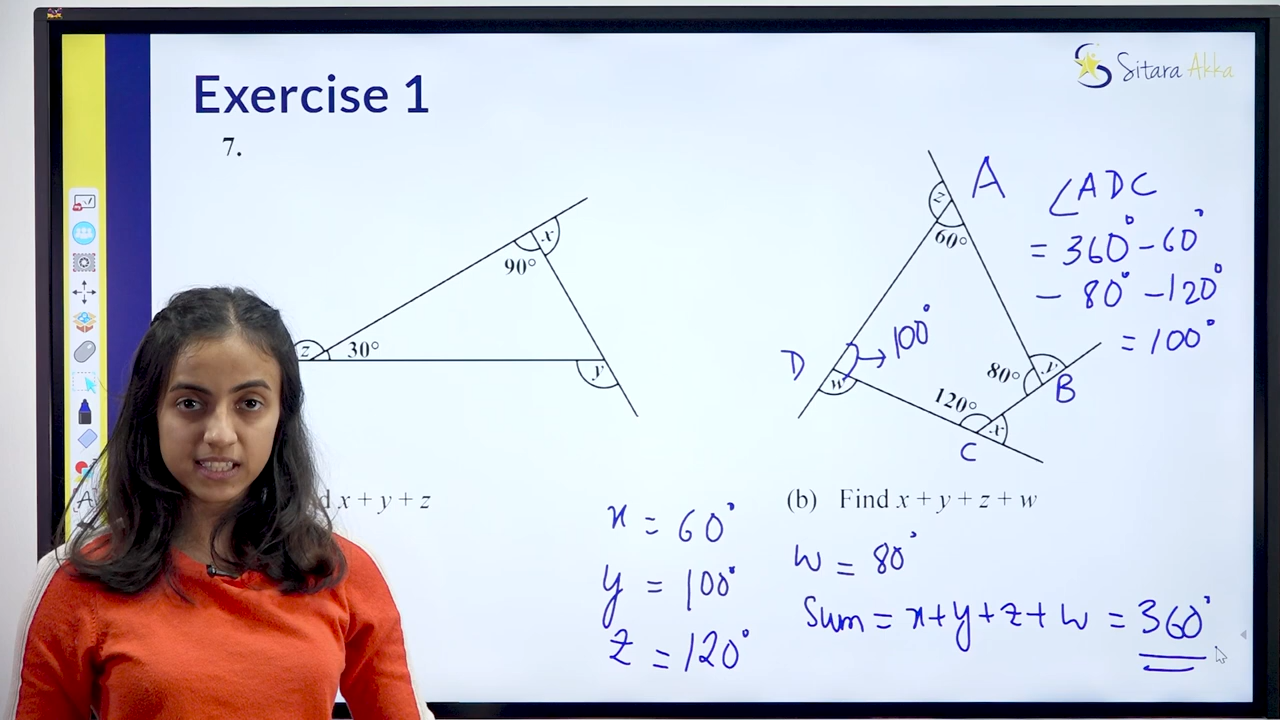 Sitara Akka
Exercise 1
7.
x
90°
z
30°
y
x + y + z
z
A
60°
∠ADC
= 360° - 60°
- 80° - 120°
= 100°
D
100°
w
80°
y
B
120°
x
C
(b) Find x + y + z + w
x = 60°
y = 100°
z = 120°
w = 80°
Sum = x + y + z + w = 360°